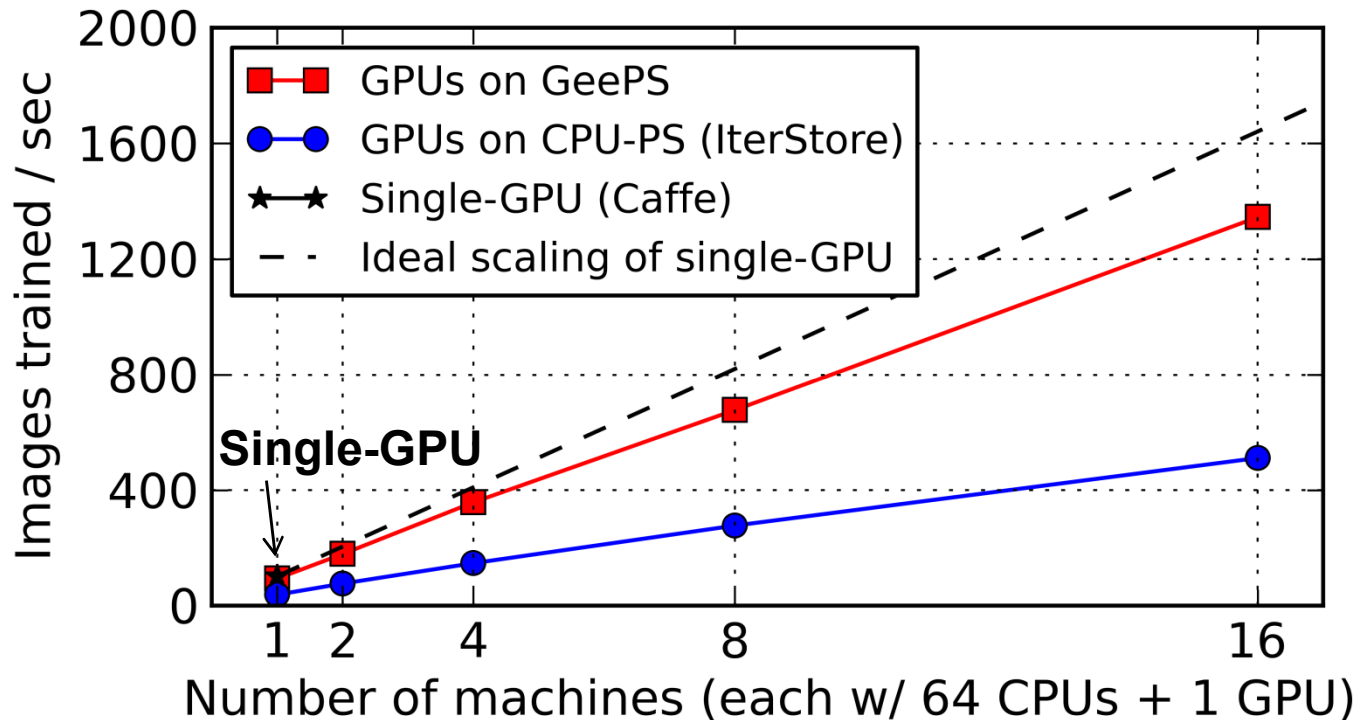 2000
1600
1200
800
400
0
Images trained / sec
GPUs on GeePS
GPUs on CPU-PS (IterStore)
Single-GPU (Caffe)
Ideal scaling of single-GPU
Single-GPU
1 2 4 8 16
Number of machines (each w/ 64 CPUs + 1 GPU)